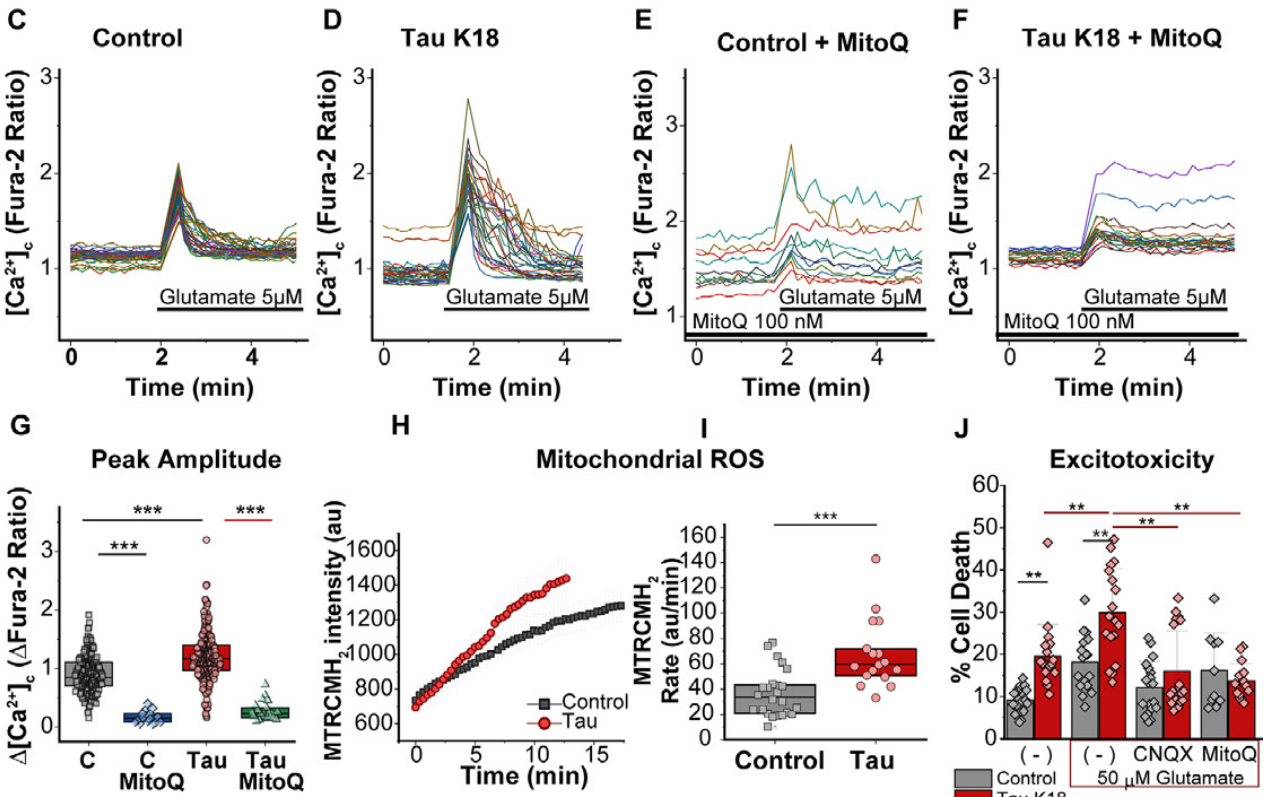 C
Control
[Ca²⁺]c (Fura-2 Ratio)
3
2
1
Glutamate 5µM
0 2 4
Time (min)
D
Tau K18
[Ca²⁺]c (Fura-2 Ratio)
3
2
1
Glutamate 5µM
0 2 4
Time (min)
E
Control + MitoQ
[Ca²⁺]c (Fura-2 Ratio)
3
2
1
Glutamate 5µM
MitoQ 100 nM
0 2 4
Time (min)
F
Tau K18 + MitoQ
[Ca²⁺]c (Fura-2 Ratio)
3
2
1
Glutamate 5µM
MitoQ 100 nM
0 2 4
Time (min)
G
Peak Amplitude
Δ[Ca²⁺]c (ΔFura-2 Ratio)
3
2
1
0
*** ***
***
C C Tau Tau
MitoQ MitoQ
H
I
Mitochondrial ROS
MTRCMH₂ intensity (au)
1600
1400
1200
1000
800
600
Control
Tau
0 5 10 15
Time (min)
MTRCMH₂
Rate (au/min)
160
140
120
100
80
60
40
20
0
***
Control Tau
J
Excitotoxicity
% Cell Death
60
50
40
30
20
10
0
** **
** **
**
(-) (-) CNQX MitoQ
50 µM Glutamate
Control
Tau K18